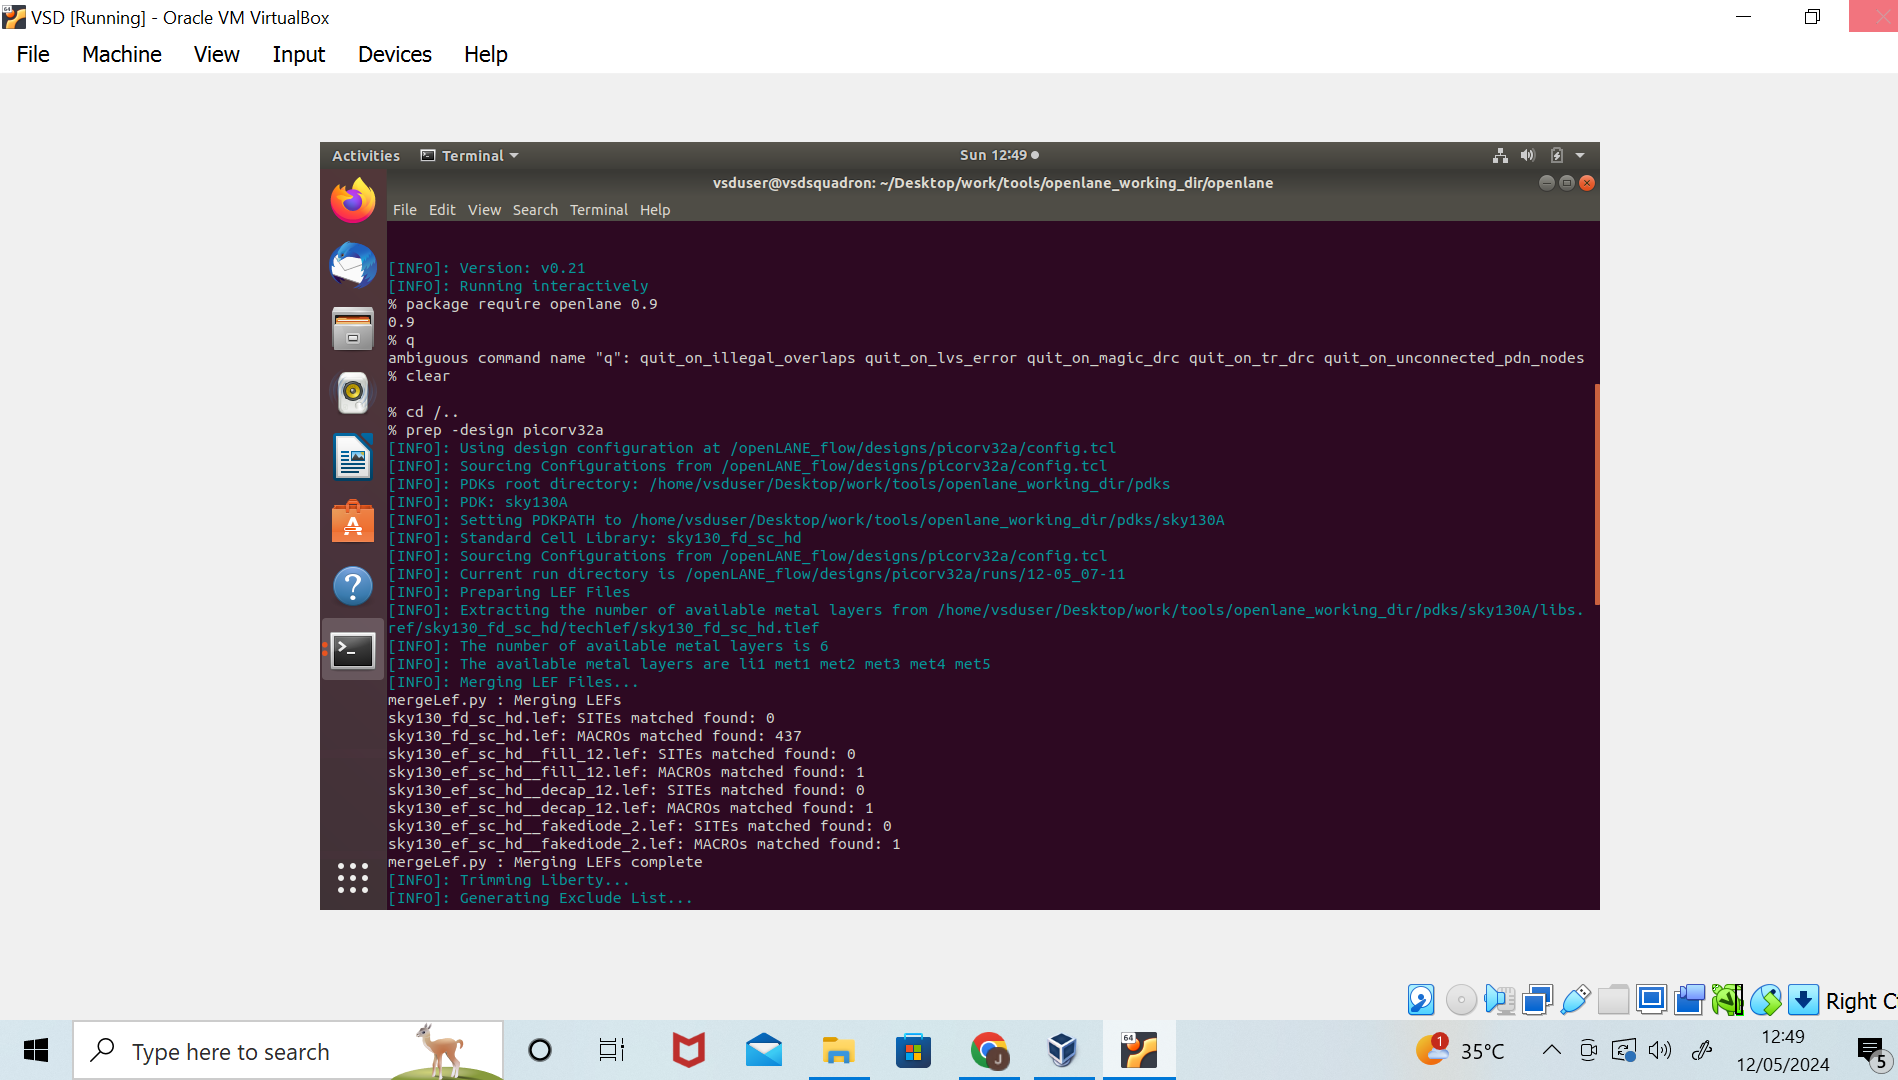 VSD [Running] - Oracle VM VirtualBox
File Machine View Input Devices Help
Activities Terminal Sun 12:49
vsduser@vsdsquadron: ~/Desktop/work/tools/openlane_working_dir/openlane
File Edit View Search Terminal Help
[INFO]: Version: v0.21
[INFO]: Running interactively
% package require openlane 0.9
0.9
% q
ambiguous command name "q": quit_on_illegal_overlaps quit_on_lvs_error quit_on_magic_drc quit_on_tr_drc quit_on_unconnected_pdn_nodes
% clear
% cd /..
% prep -design picorv32a
[INFO]: Using design configuration at /openLANE_flow/designs/picorv32a/config.tcl
[INFO]: Sourcing Configurations from /openLANE_flow/designs/picorv32a/config.tcl
[INFO]: PDKs root directory: /home/vsduser/Desktop/work/tools/openlane_working_dir/pdks
[INFO]: PDK: sky130A
[INFO]: Setting PDKPATH to /home/vsduser/Desktop/work/tools/openlane_working_dir/pdks/sky130A
[INFO]: Standard Cell Library: sky130_fd_sc_hd
[INFO]: Sourcing Configurations from /openLANE_flow/designs/picorv32a/config.tcl
[INFO]: Current run directory is /openLANE_flow/designs/picorv32a/runs/12-05_07-11
[INFO]: Preparing LEF Files
[INFO]: Extracting the number of available metal layers from /home/vsduser/Desktop/work/tools/openlane_working_dir/pdks/sky130A/libs.
ref/sky130_fd_sc_hd/techlef/sky130_fd_sc_hd.tlef
[INFO]: The number of available metal layers is 6
[INFO]: The available metal layers are li1 met1 met2 met3 met4 met5
[INFO]: Merging LEF Files...
mergeLef.py : Merging LEFs
sky130_fd_sc_hd.lef: SITEs matched found: 0
sky130_fd_sc_hd.lef: MACROs matched found: 437
sky130_ef_sc_hd__fill_12.lef: SITEs matched found: 0
sky130_ef_sc_hd__fill_12.lef: MACROs matched found: 1
sky130_ef_sc_hd__decap_12.lef: SITEs matched found: 0
sky130_ef_sc_hd__decap_12.lef: MACROs matched found: 1
sky130_ef_sc_hd__fakediode_2.lef: SITEs matched found: 0
sky130_ef_sc_hd__fakediode_2.lef: MACROs matched found: 1
mergeLef.py : Merging LEFs complete
[INFO]: Trimming Liberty...
[INFO]: Generating Exclude List...
Right C
Type here to search
J
64
1
35°C
12:49
12/05/2024
5